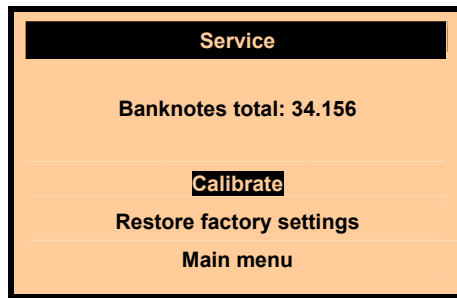 Service
Banknotes total: 34.156
Calibrate
Restore factory settings
Main menu